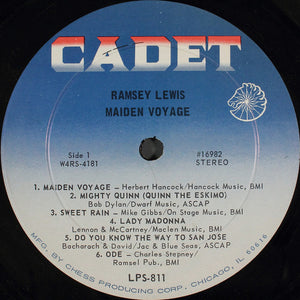 CADET
RAMSEY LEWIS
MAIDEN VOYAGE
Side 1
W4RS-4181
#16982
STEREO
1. MAIDEN VOYAGE – Herbert Hancock/Hancock Music, BMI
2. MIGHTY QUINN (QUINN THE ESKIMO)
Bob Dylan/Dwarf Music, ASCAP
3. SWEET RAIN – Mike Gibbs/On Stage Music, BMI
4. LADY MADONNA
Lennon & McCartney/Maclen Music, BMI
5. DO YOU KNOW THE WAY TO SAN JOSE
Bacharach & David/Jac & Blue Seas, ASCAP
6. ODE – Charles Stepney/
Ramsel Pub., BMI
LPS-811
MFG. BY CHESS PRODUCING CORP., CHICAGO, IL 60616